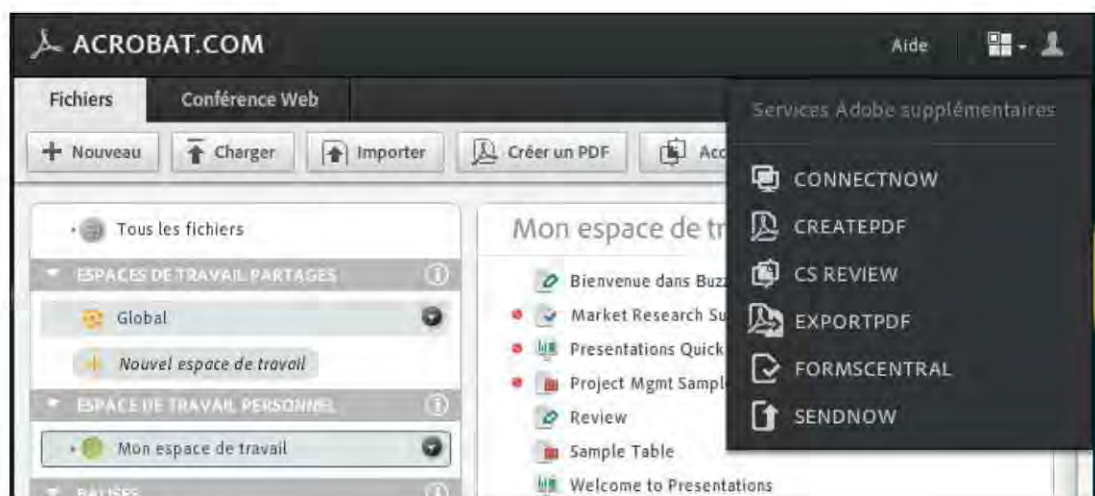 ACROBAT.COM
Aide
Fichiers
Conférence Web
Nouveau
Charger
Importer
Créer un PDF
Services Adobe supplémentaires
CONNECTNOW
CREATEPDF
CS REVIEW
EXPORTPDF
FORMSCENTRAL
SENDNOW
Tous les fichiers
ESPACES DE TRAVAIL PARTAGES
Global
Nouvel espace de travail
ESPACE DE TRAVAIL PERSONNEL
Mon espace de travail
BALISES
Mon espace de tr
Bienvenue dans Buzz
Market Research Su
Presentations Quick
Project Mgmt Sampl
Review
Sample Table
Welcome to Presentations